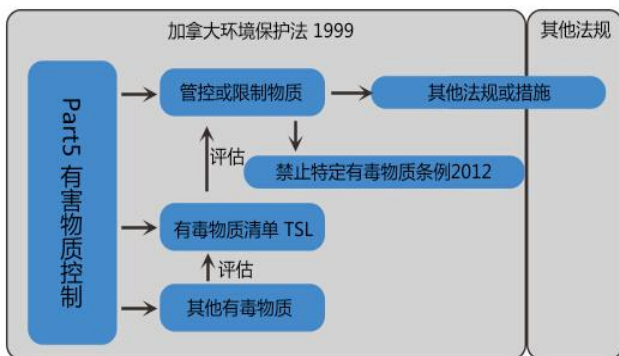 加拿大环境保护法 1999
其他法规
Part5 有害物质控制
管控或限制物质
其他法规或措施
评估
禁止特定有毒物质条例2012
有毒物质清单 TSL
评估
其他有毒物质